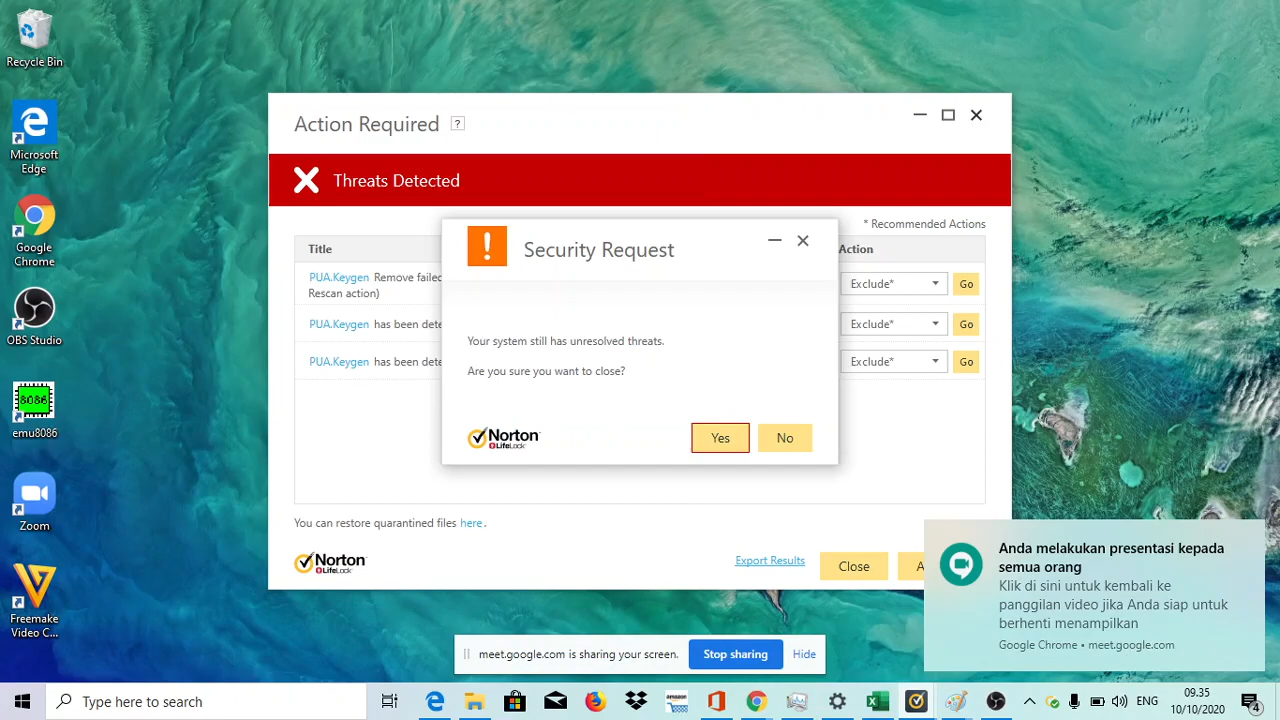 Recycle Bin
Microsoft
Edge
Google
Chrome
OBS Studio
8086
emu8086
Zoom
Freemake
Video C...
Action Required ?
Threats Detected
* Recommended Actions
Title
Action
PUA.Keygen Remove failed
Rescan action)
Exclude*
Go
PUA.Keygen has been dete
Exclude*
Go
PUA.Keygen has been dete
Exclude*
Go
Security Request
Your system still has unresolved threats.
Are you sure you want to close?
Norton
LifeLock
Yes
No
You can restore quarantined files here.
Norton
LifeLock
Export Results
Close
A
Anda melakukan presentasi kepada
semua orang
Klik di sini untuk kembali ke
panggilan video jika Anda siap untuk
berhenti menampilkan
Google Chrome • meet.google.com
meet.google.com is sharing your screen.
Stop sharing
Hide
Type here to search
amazon
ENG
09.33
10/10/2020
4